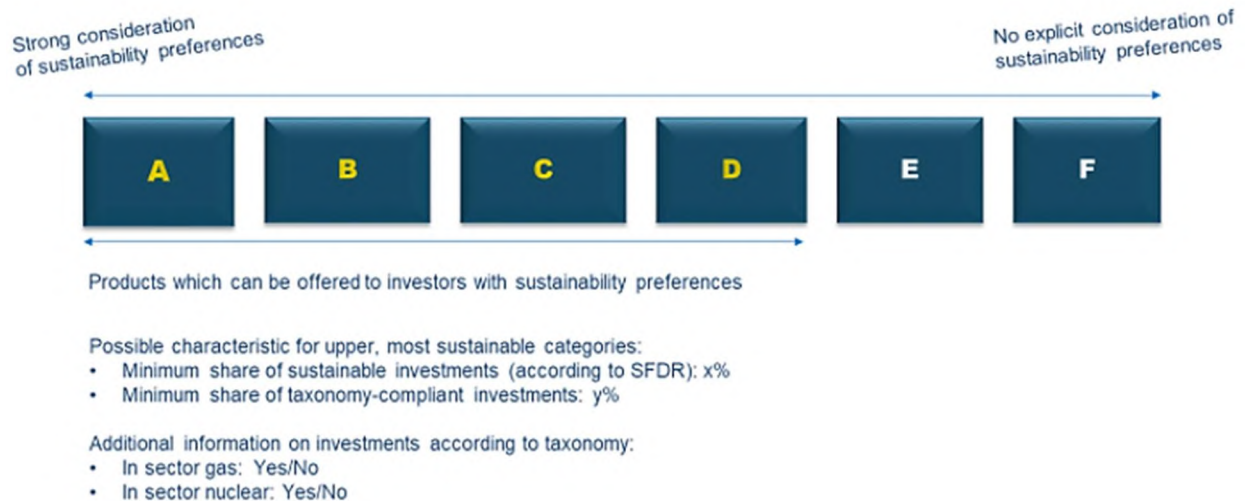 Strong consideration
of sustainability preferences
No explicit consideration of
sustainability preferences
A B C D E F
Products which can be offered to investors with sustainability preferences
Possible characteristic for upper, most sustainable categories:
• Minimum share of sustainable investments (according to SFDR): x%
• Minimum share of taxonomy-compliant investments: y%
Additional information on investments according to taxonomy:
• In sector gas: Yes/No
• In sector nuclear: Yes/No